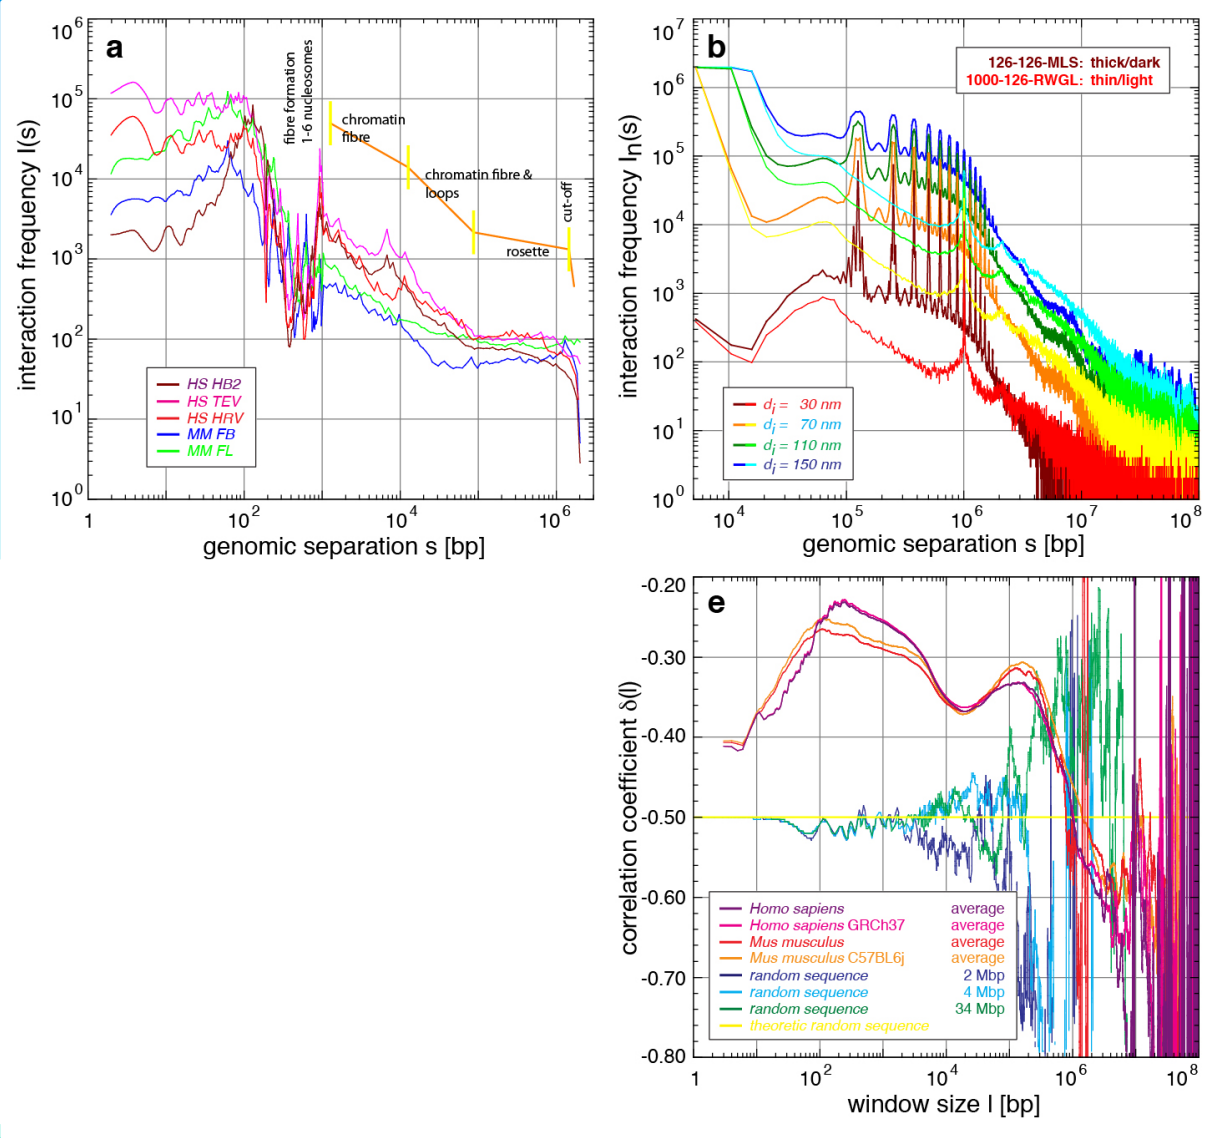 a
10^6
10^5
10^4
10^3
10^2
10^1
10^0
interaction frequency I(s)
fibre formation
1-6 nucleosomes
chromatin
fibre
chromatin fibre &
loops
cut-off
rosette
HS HB2
HS TEV
HS HRV
MM FB
MM FL
1
10^2
10^4
10^6
genomic separation s [bp]
b
10^7
10^6
10^5
10^4
10^3
10^2
10^1
10^0
interaction frequency I_n(s)
126-126-MLS: thick/dark
1000-126-RWGL: thin/light
d_i = 30 nm
d_i = 70 nm
d_i = 110 nm
d_i = 150 nm
10^4
10^5
10^6
10^7
10^8
genomic separation s [bp]
e
-0.20
-0.30
-0.40
-0.50
-0.60
-0.70
-0.80
correlation coefficient δ(l)
Homo sapiens average
Homo sapiens GRCh37 average
Mus musculus average
Mus musculus C57BL6j average
random sequence 2 Mbp
random sequence 4 Mbp
random sequence 34 Mbp
theoretic random sequence
1
10^2
10^4
10^6
10^8
window size l [bp]